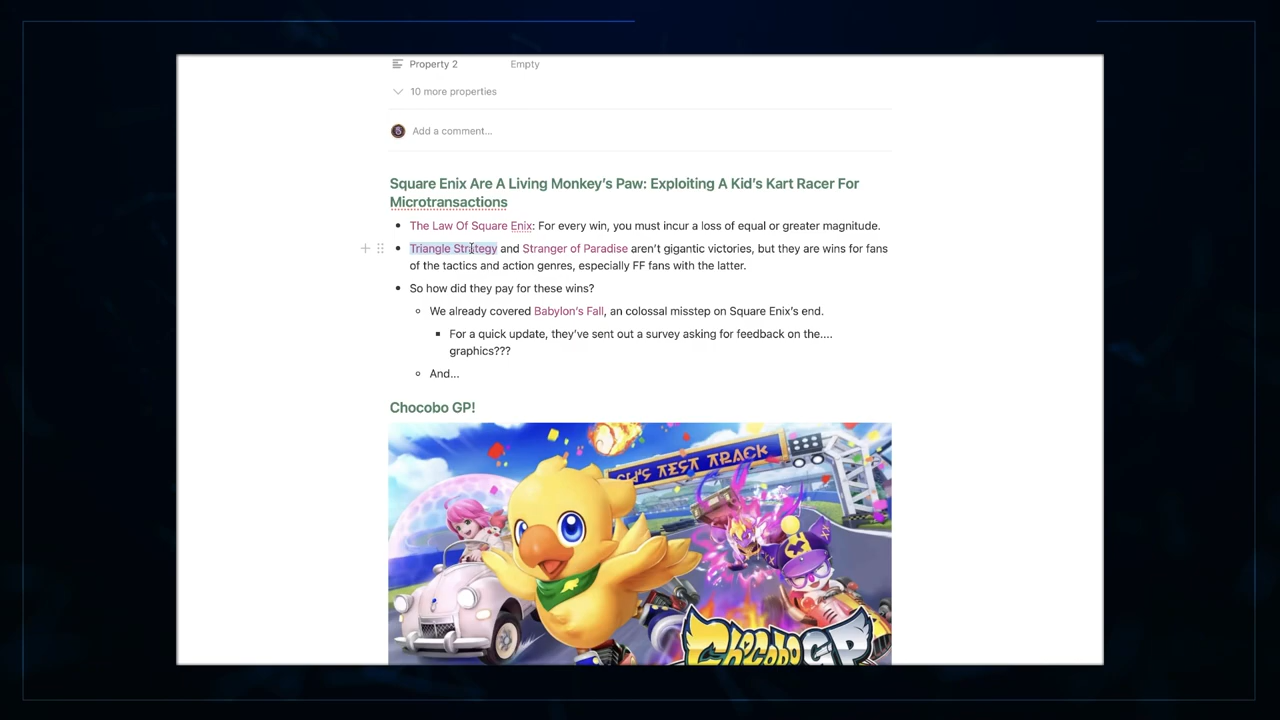 Property 2 Empty
10 more properties
Add a comment...
Square Enix Are A Living Monkey's Paw: Exploiting A Kid's Kart Racer For
Microtransactions
The Law Of Square Enix: For every win, you must incur a loss of equal or greater magnitude.
Triangle Strategy and Stranger of Paradise aren't gigantic victories, but they are wins for fans
of the tactics and action genres, especially FF fans with the latter.
So how did they pay for these wins?
We already covered Babylon's Fall, an colossal misstep on Square Enix's end.
For a quick update, they've sent out a survey asking for feedback on the....
graphics???
And...
Chocobo GP!
TEST TRACK
Chocobo GP